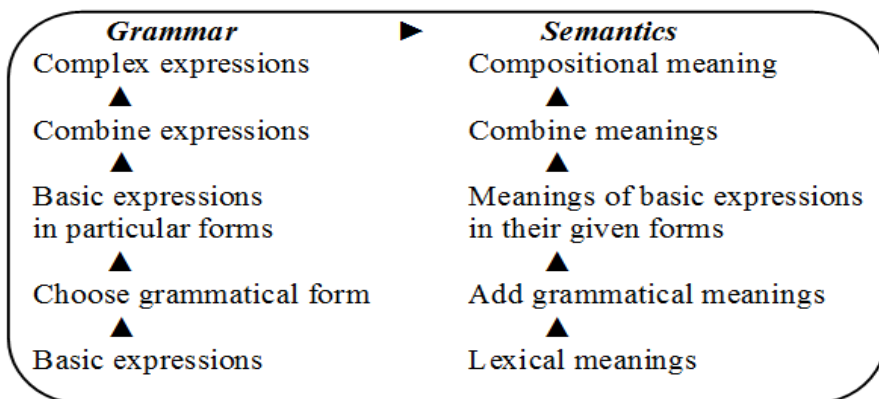 Grammar ► Semantics
Complex expressions Compositional meaning
▲ ▲
Combine expressions Combine meanings
▲ ▲
Basic expressions Meanings of basic expressions
in particular forms in their given forms
▲ ▲
Choose grammatical form Add grammatical meanings
▲ ▲
Basic expressions Lexical meanings